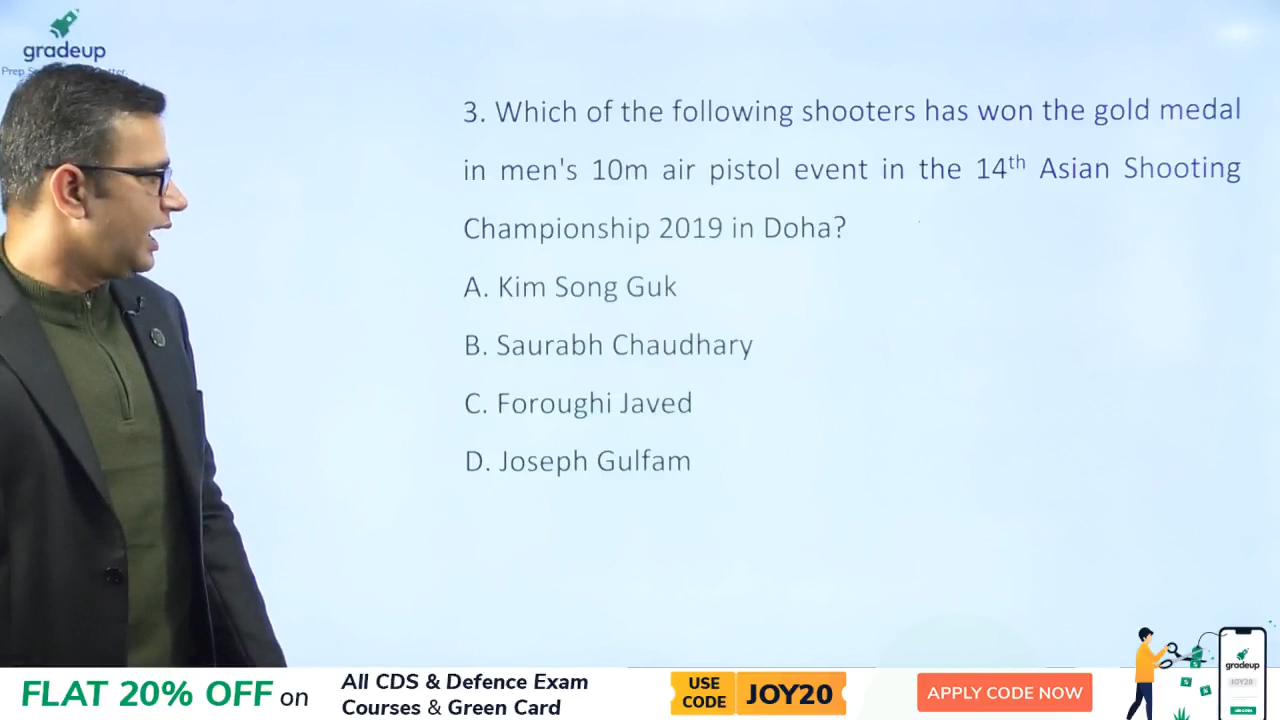 gradeup
3. Which of the following shooters has won the gold medal
in men's 10m air pistol event in the 14th Asian Shooting
Championship 2019 in Doha?
A. Kim Song Guk
B. Saurabh Chaudhary
C. Foroughi Javed
D. Joseph Gulfam
FLAT 20% OFF on
All CDS & Defence Exam
Courses & Green Card
USE
CODE
JOY20
APPLY CODE NOW
gradeup
JOY20